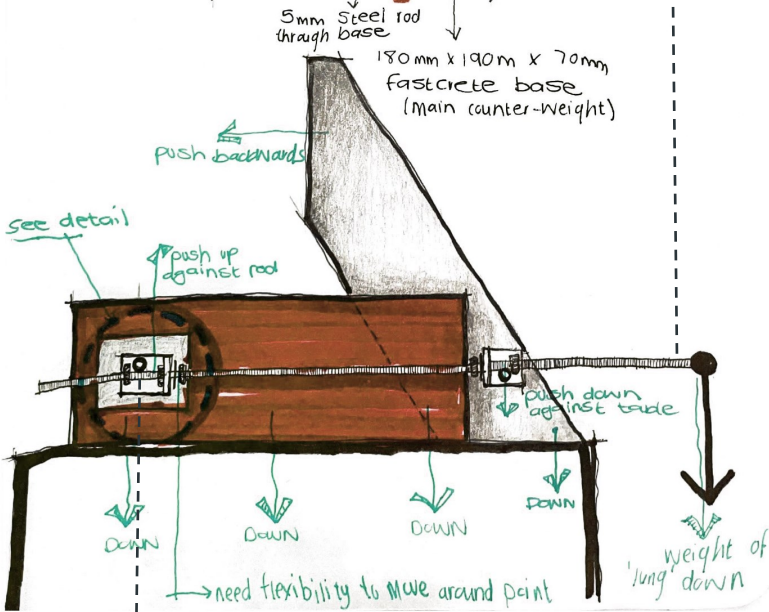 5mm Steel rod
through base
180mm x 190m x 70mm
fastcrete base
(main counter-weight)
push backwards
see detail
push up
against rod
push down
against table
DOWN
DOWN
DOWN
DOWN
weight of
'lung' down
need flexibility to move around point